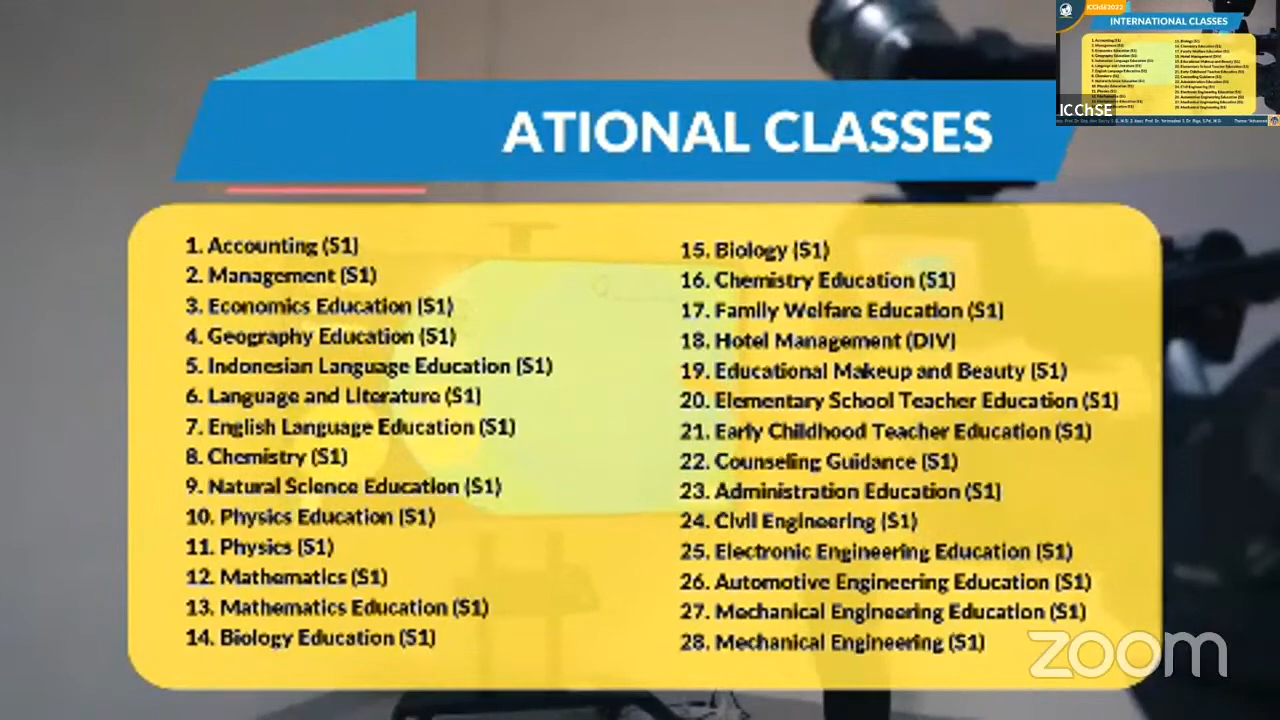 ATIONAL CLASSES
1. Accounting (S1)
2. Management (S1)
3. Economics Education (S1)
4. Geography Education (S1)
5. Indonesian Language Education (S1)
6. Language and Literature (S1)
7. English Language Education (S1)
8. Chemistry (S1)
9. Natural Science Education (S1)
10. Physics Education (S1)
11. Physics (S1)
12. Mathematics (S1)
13. Mathematics Education (S1)
14. Biology Education (S1)
15. Biology (S1)
16. Chemistry Education (S1)
17. Family Welfare Education (S1)
18. Hotel Management (DIV)
19. Educational Makeup and Beauty (S1)
20. Elementary School Teacher Education (S1)
21. Early Childhood Teacher Education (S1)
22. Counseling Guidance (S1)
23. Administration Education (S1)
24. Civil Engineering (S1)
25. Electronic Engineering Education (S1)
26. Automotive Engineering Education (S1)
27. Mechanical Engineering Education (S1)
28. Mechanical Engineering (S1)
ICChSE2022
INTERNATIONAL CLASSES
ICChSE
zoom